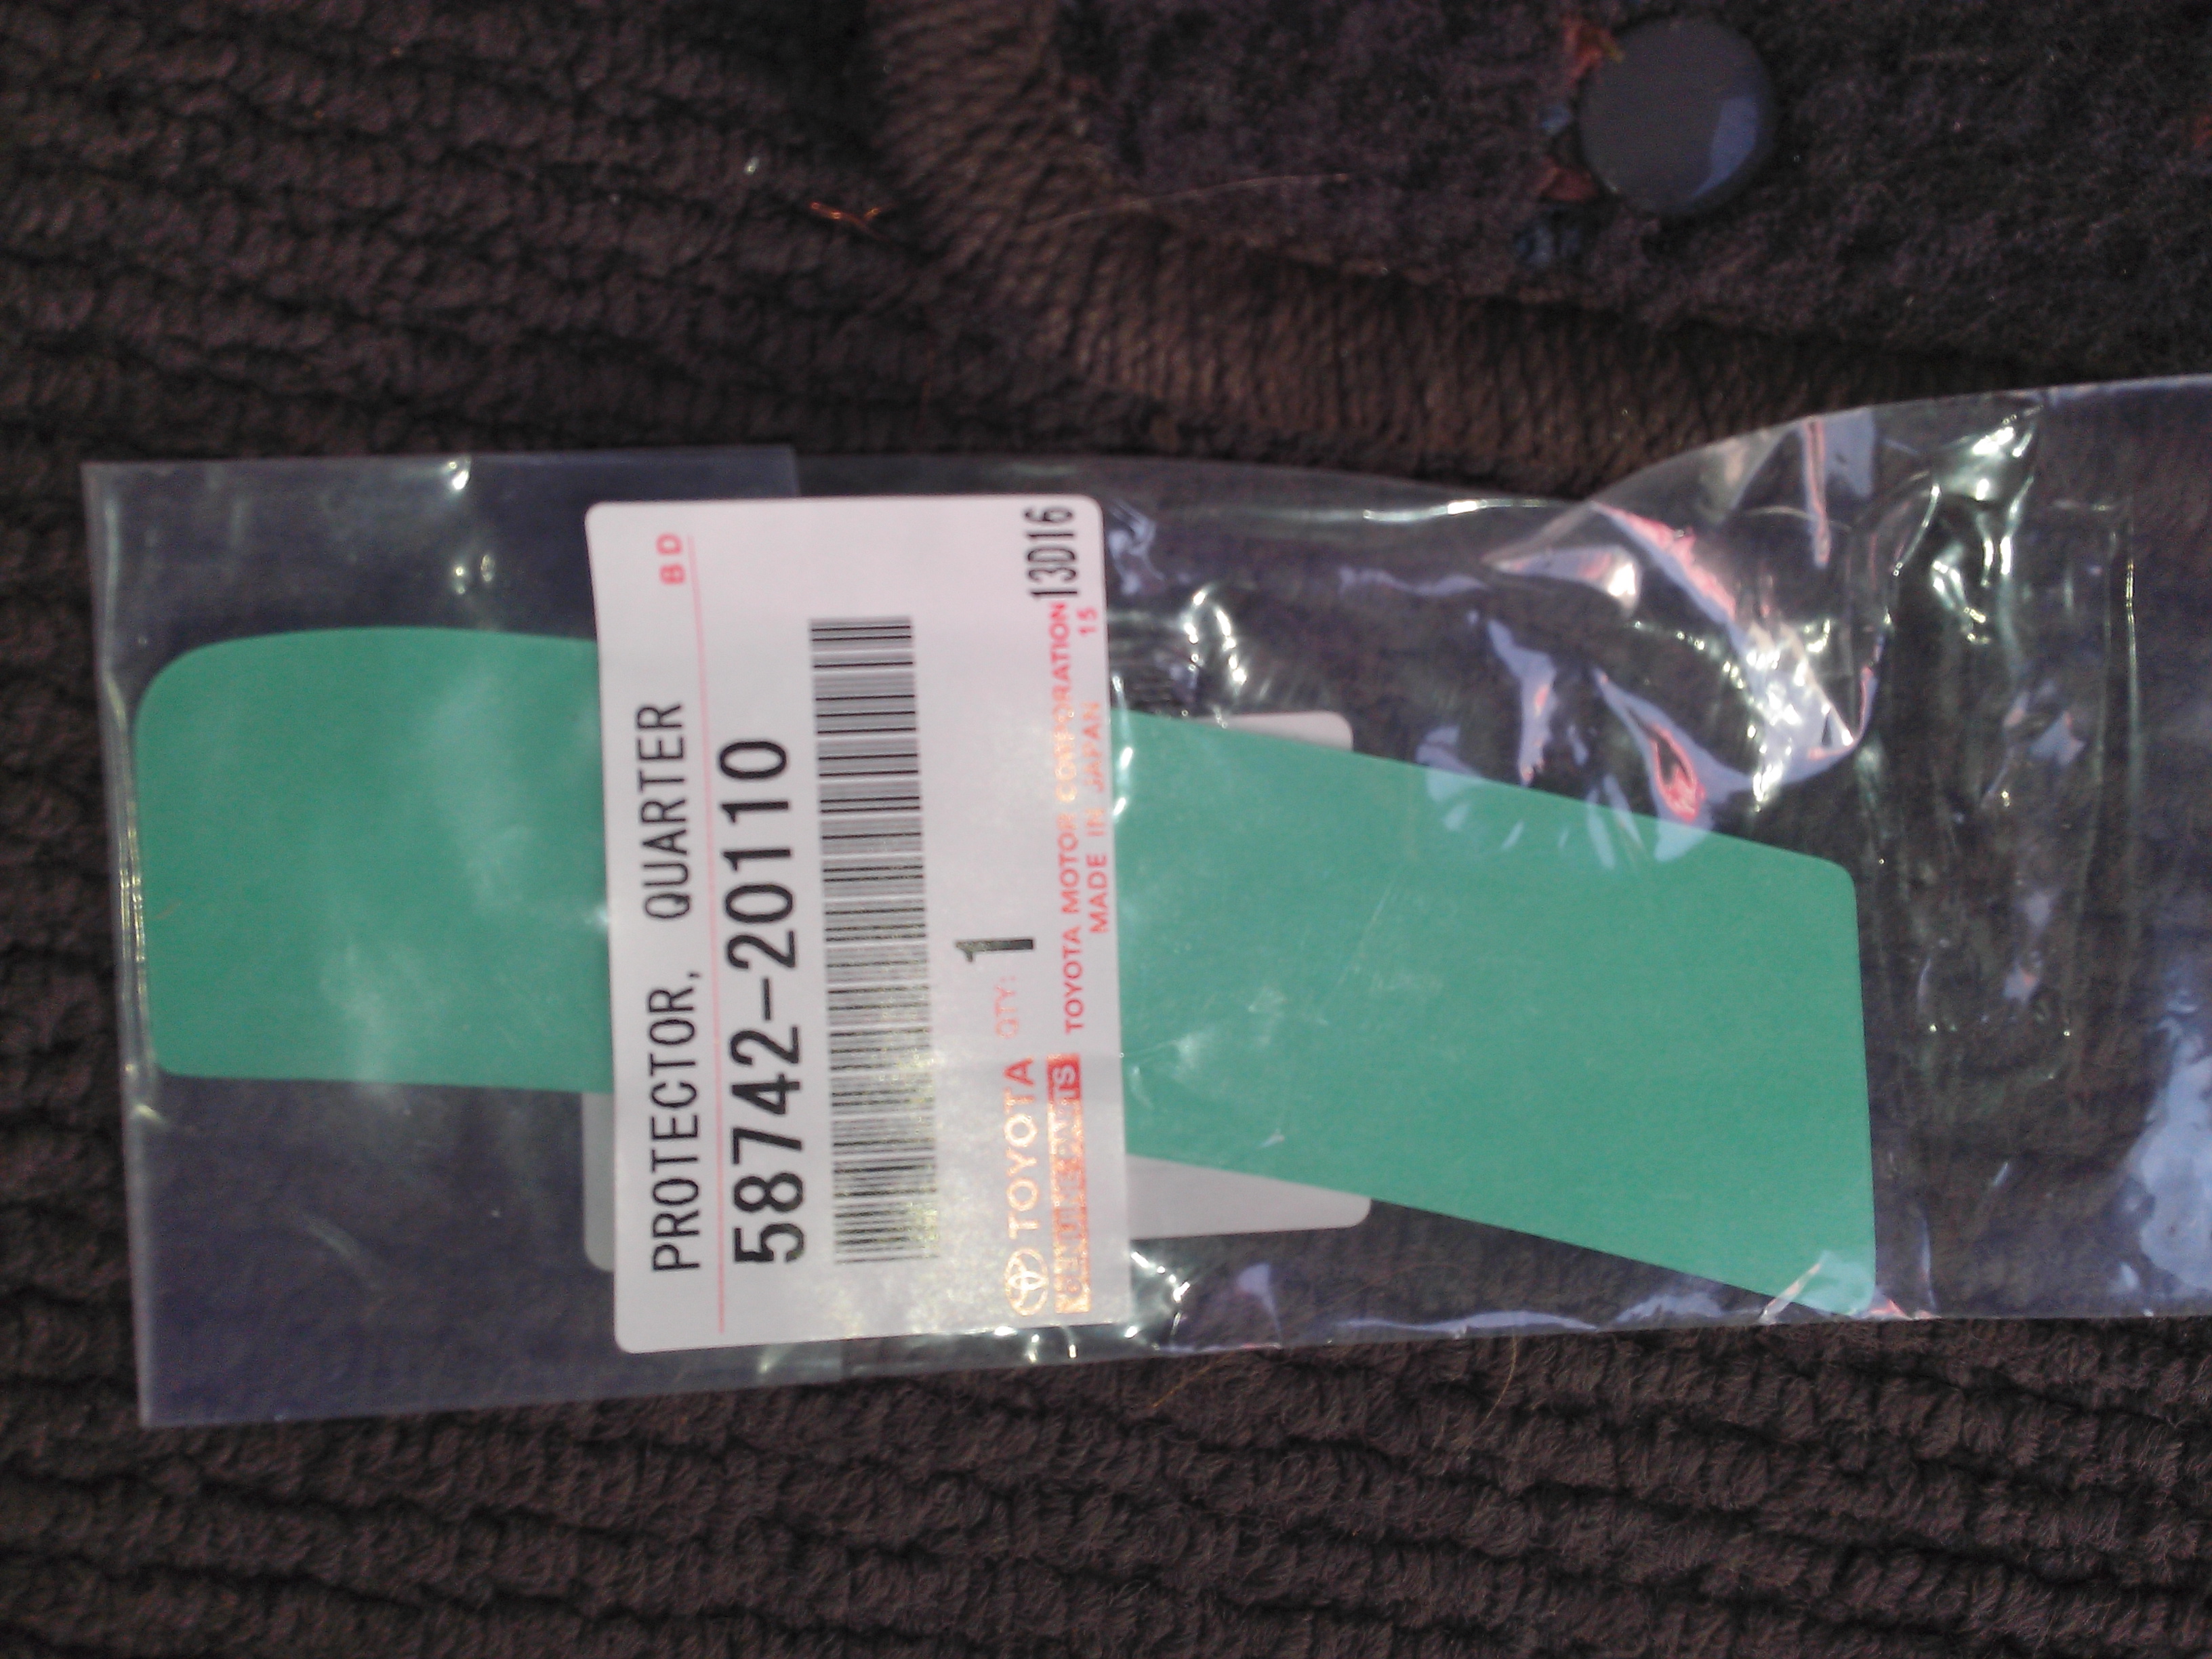 PROTECTOR, QUARTER
BD
58742-20110
TOYOTA QTY: 1
GENUINE PARTS
TOYOTA MOTOR CORPORATION 13D16
MADE IN JAPAN 15